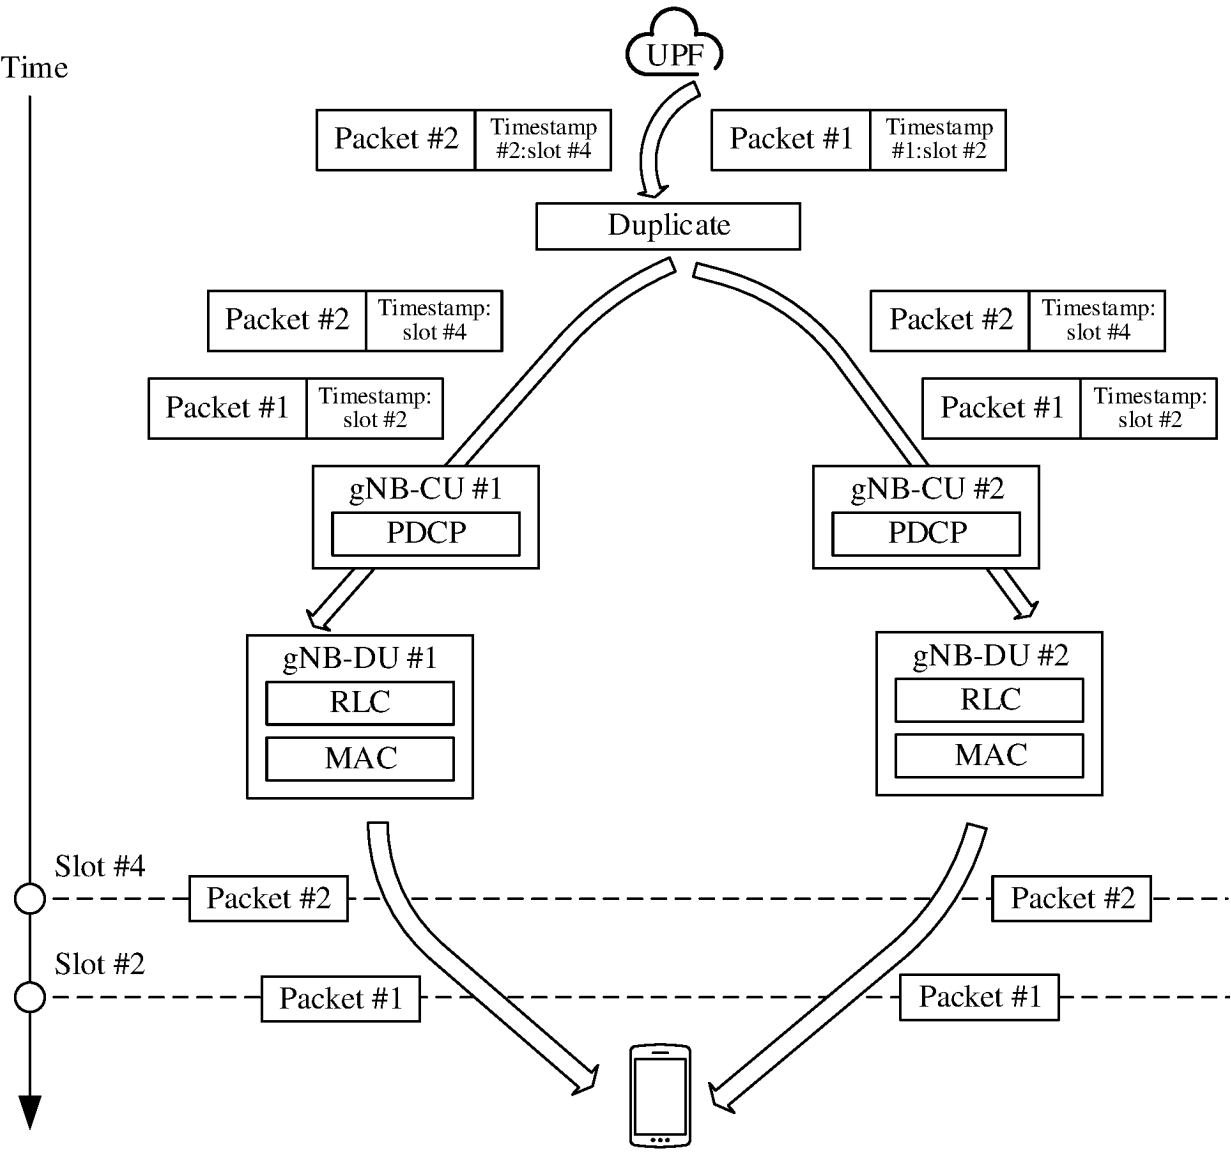 UPF
Time
Packet #2
Timestamp
#2:slot #4
Packet #1
Timestamp
#1:slot #2
Duplicate
Packet #2
Timestamp:
slot #4
Packet #2
Timestamp:
slot #4
Packet #1
Timestamp:
slot #2
Packet #1
Timestamp:
slot #2
gNB-CU #1
PDCP
gNB-CU #2
PDCP
gNB-DU #1
RLC
MAC
gNB-DU #2
RLC
MAC
Slot #4
Packet #2
Packet #2
Slot #2
Packet #1
Packet #1